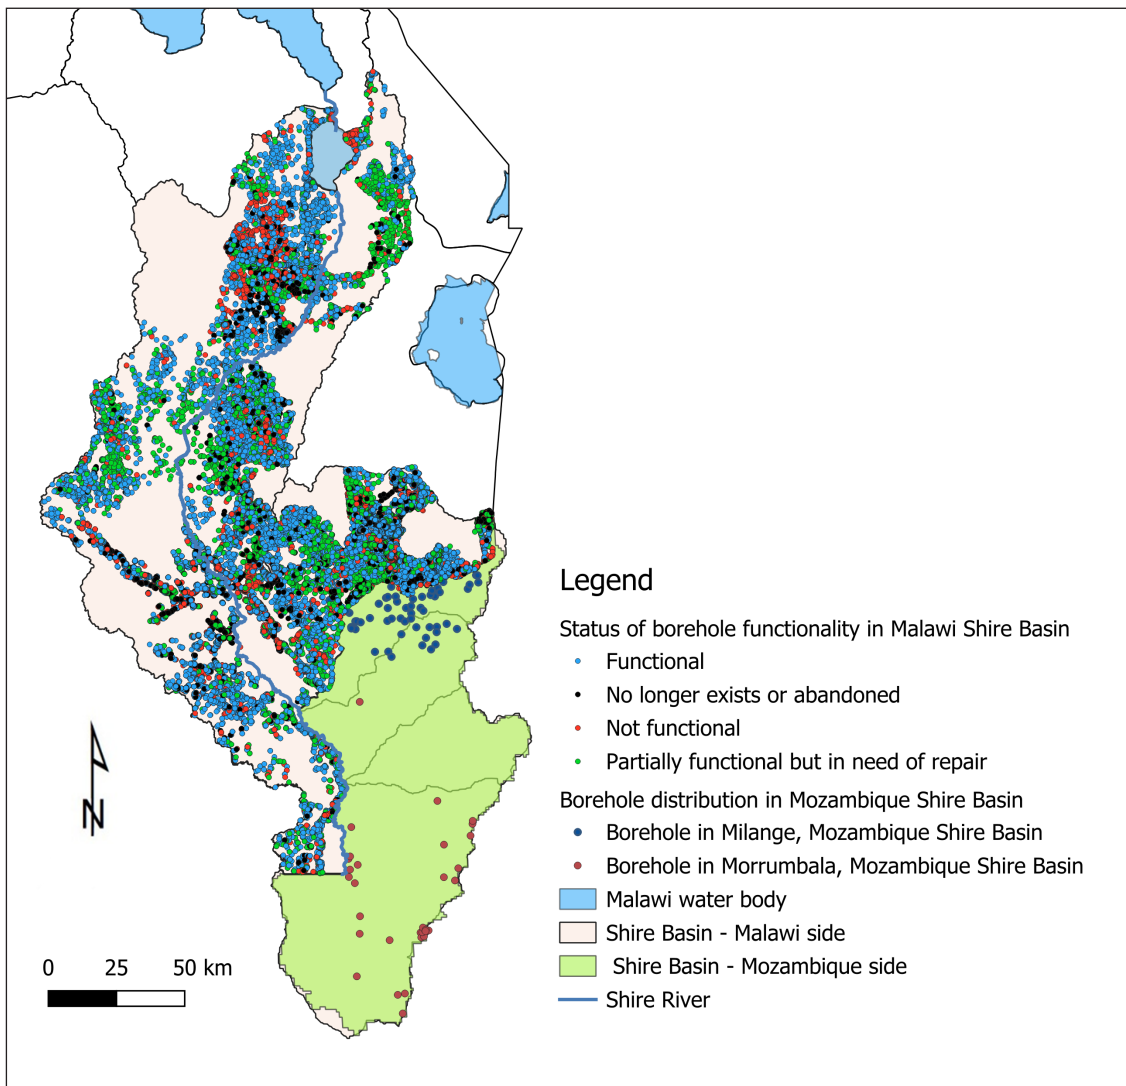 Legend
Status of borehole functionality in Malawi Shire Basin
Functional
No longer exists or abandoned
Not functional
Partially functional but in need of repair
Borehole distribution in Mozambique Shire Basin
Borehole in Milange, Mozambique Shire Basin
Borehole in Morrumbala, Mozambique Shire Basin
Malawi water body
Shire Basin - Malawi side
Shire Basin - Mozambique side
Shire River
N
0 25 50 km